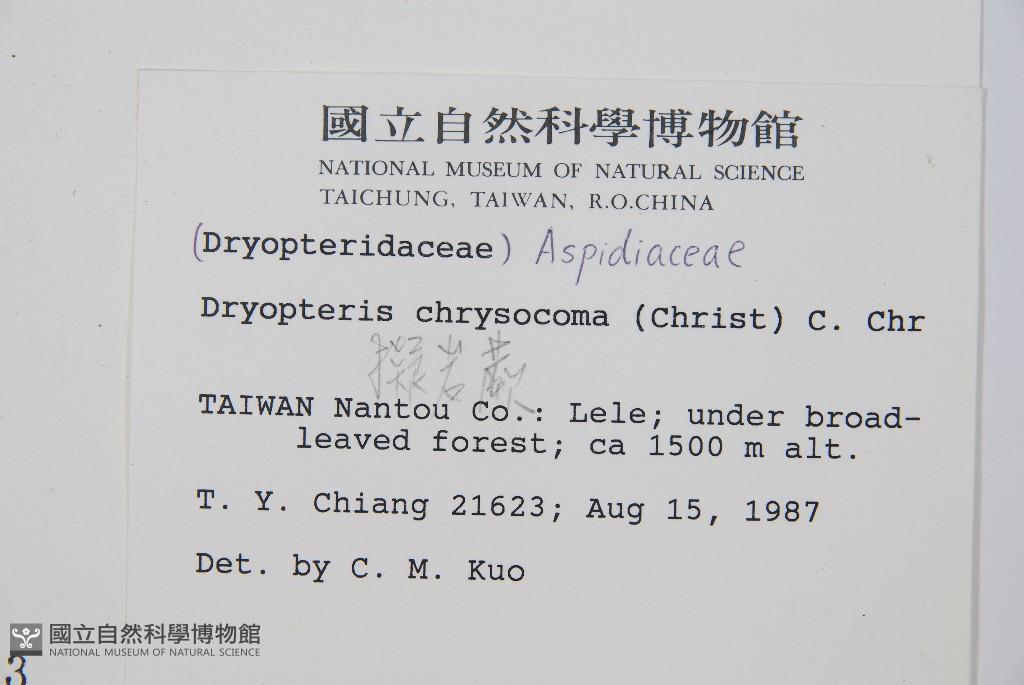 國立自然科學博物館
NATIONAL MUSEUM OF NATURAL SCIENCE
TAICHUNG, TAIWAN, R.O.CHINA
(Dryopteridaceae) Aspidiaceae
Dryopteris chrysocoma (Christ) C. Chr
擬岩蕨
TAIWAN Nantou Co.: Lele; under broad-
leaved forest; ca 1500 m alt.
T. Y. Chiang 21623; Aug 15, 1987
Det. by C. M. Kuo
國立自然科學博物館
NATIONAL MUSEUM OF NATURAL SCIENCE
3